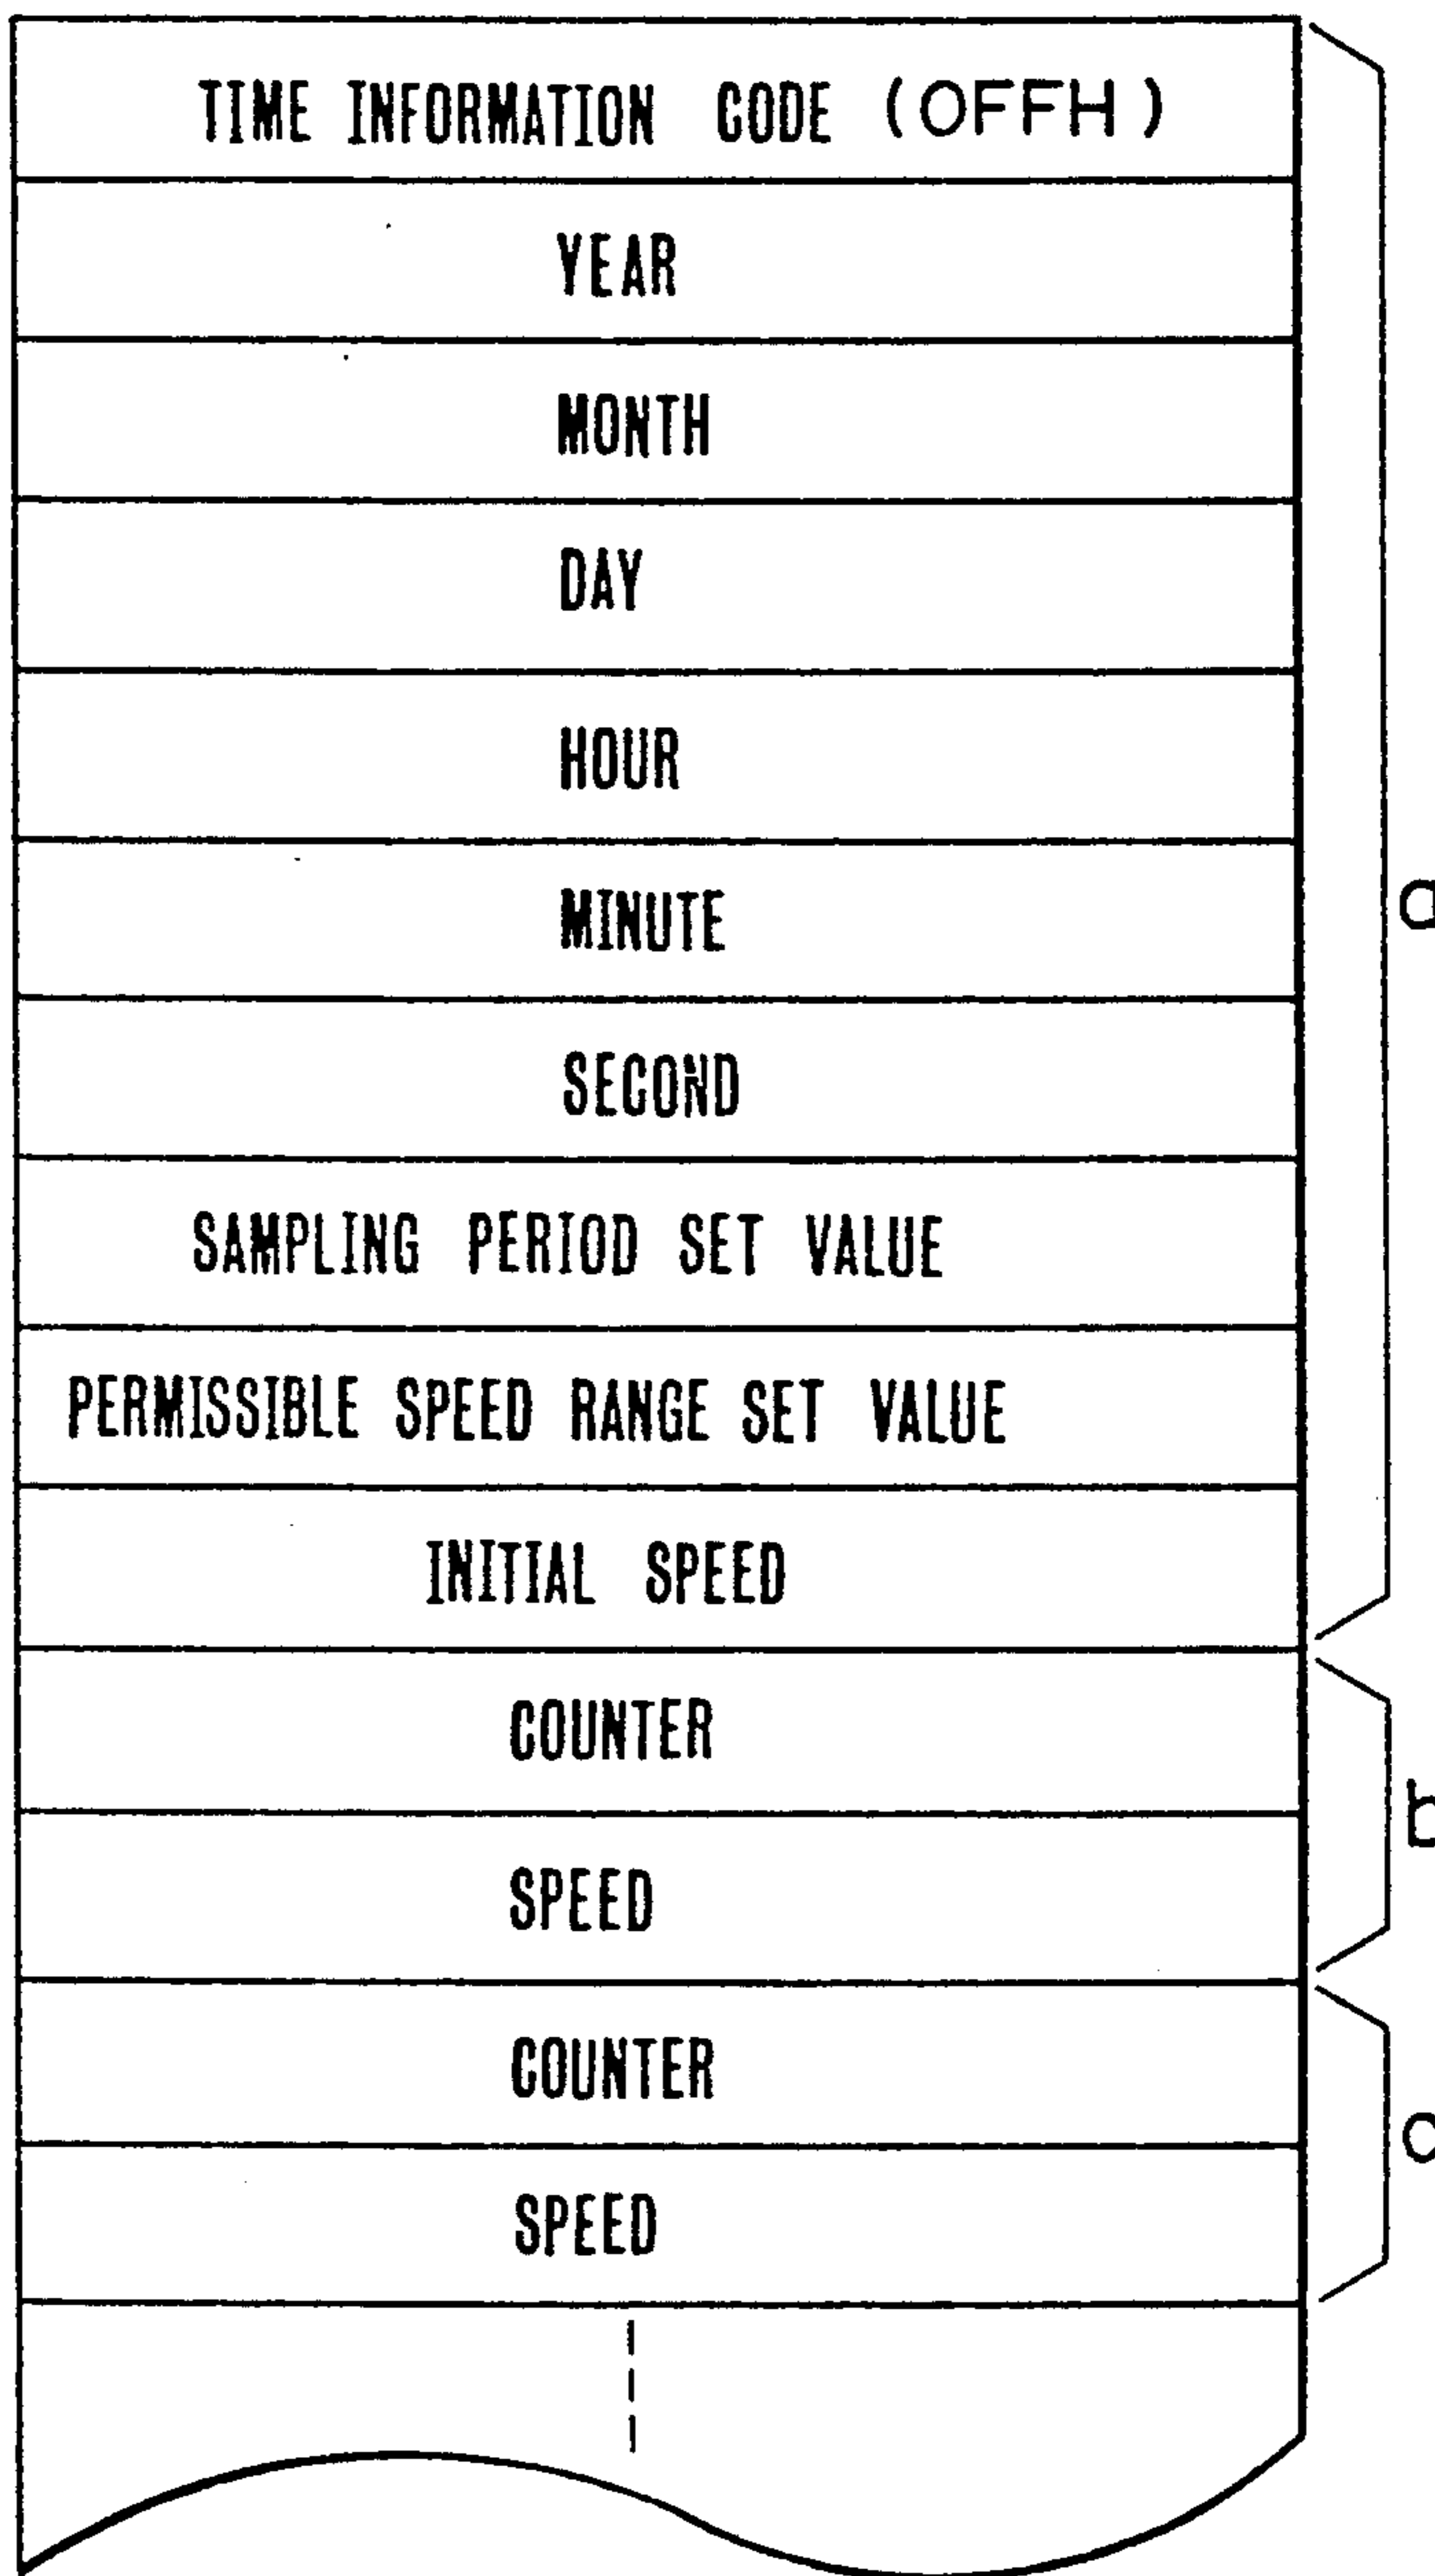 TIME INFORMATION CODE (OFFH)
YEAR
MONTH
DAY
HOUR
MINUTE
SECOND
SAMPLING PERIOD SET VALUE
PERMISSIBLE SPEED RANGE SET VALUE
INITIAL SPEED
a
COUNTER
SPEED
b
COUNTER
SPEED